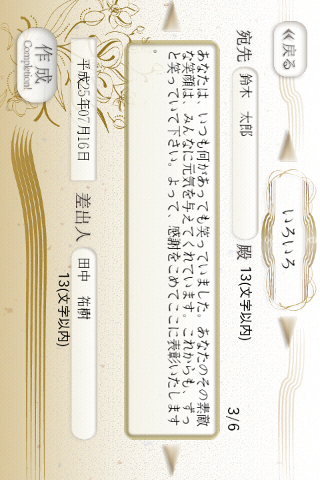 戻る
いろいろ
宛先 鈴木 太郎 殿 13(文字以内)
3/6
あなたは、いつも何があっても笑っていました。あなたのその素敵
な笑顔は、みんなに元気を与えてくれています。これからも、ずっ
と笑っていて下さい。よって、感謝をこめてここに表彰いたします
。
平成25年07月16日 差出人 田中 祐樹
13(文字以内)
作成
Completion!